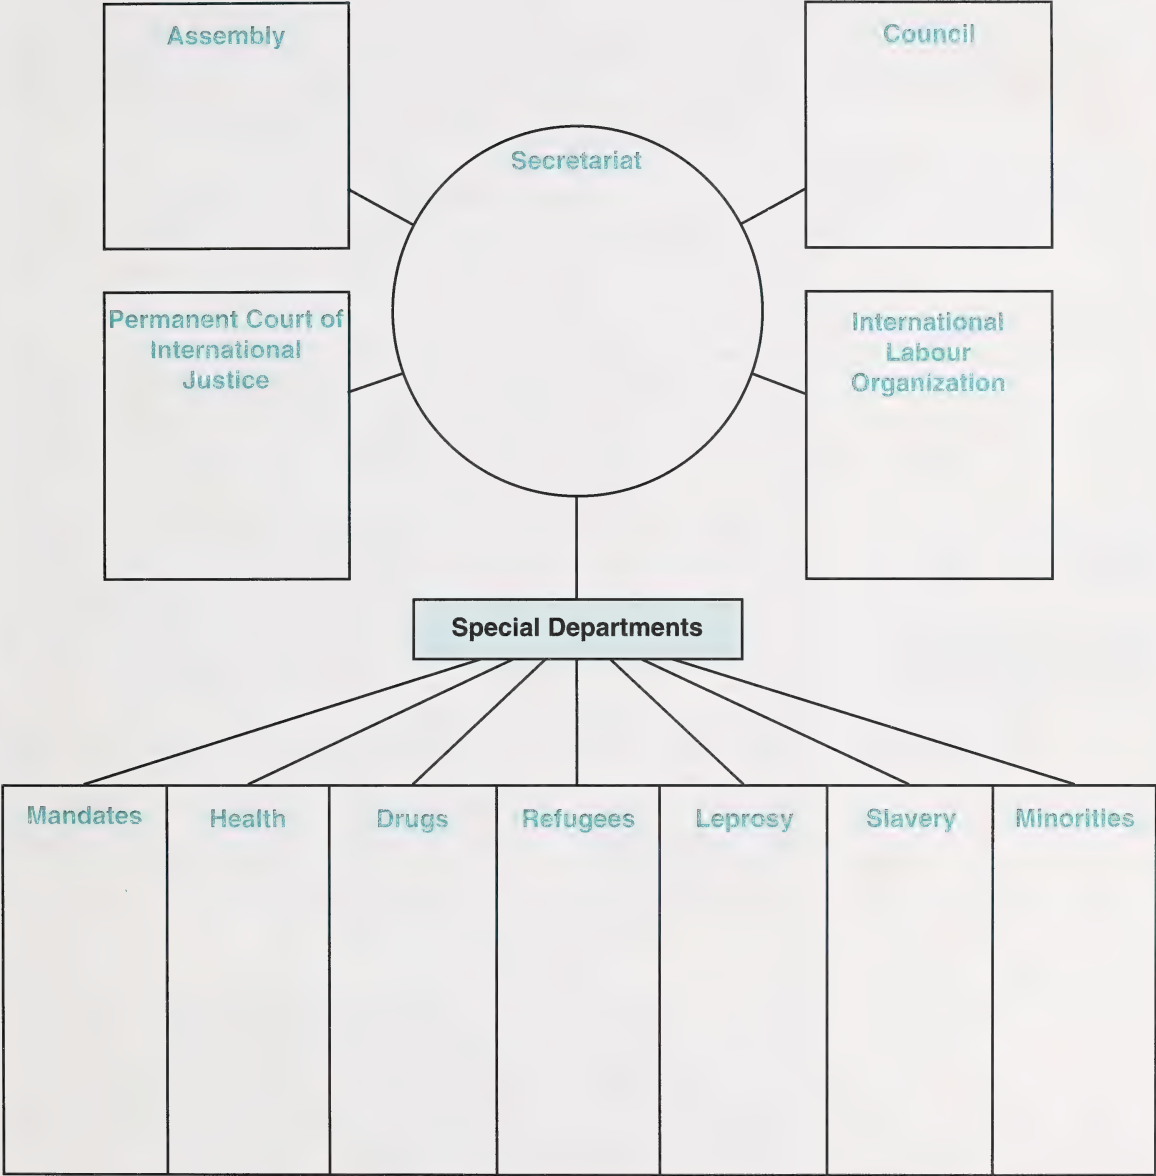 Assembly
Council
Secretariat
Permanent Court of
International
Justice
International
Labour
Organization
Special Departments
Mandates
Health
Drugs
Refugees
Leprosy
Slavery
Minorities